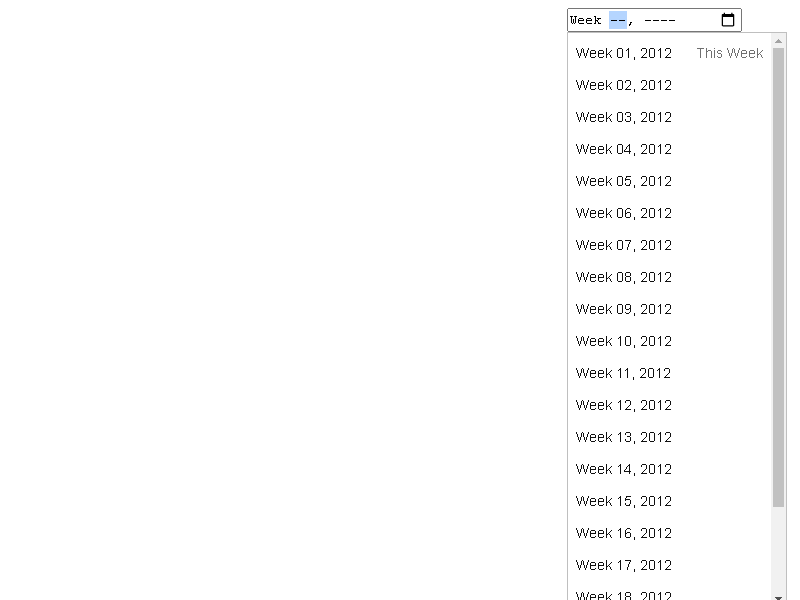 Week --, ----
Week 01, 2012 This Week
Week 02, 2012
Week 03, 2012
Week 04, 2012
Week 05, 2012
Week 06, 2012
Week 07, 2012
Week 08, 2012
Week 09, 2012
Week 10, 2012
Week 11, 2012
Week 12, 2012
Week 13, 2012
Week 14, 2012
Week 15, 2012
Week 16, 2012
Week 17, 2012
Week 18, 2012